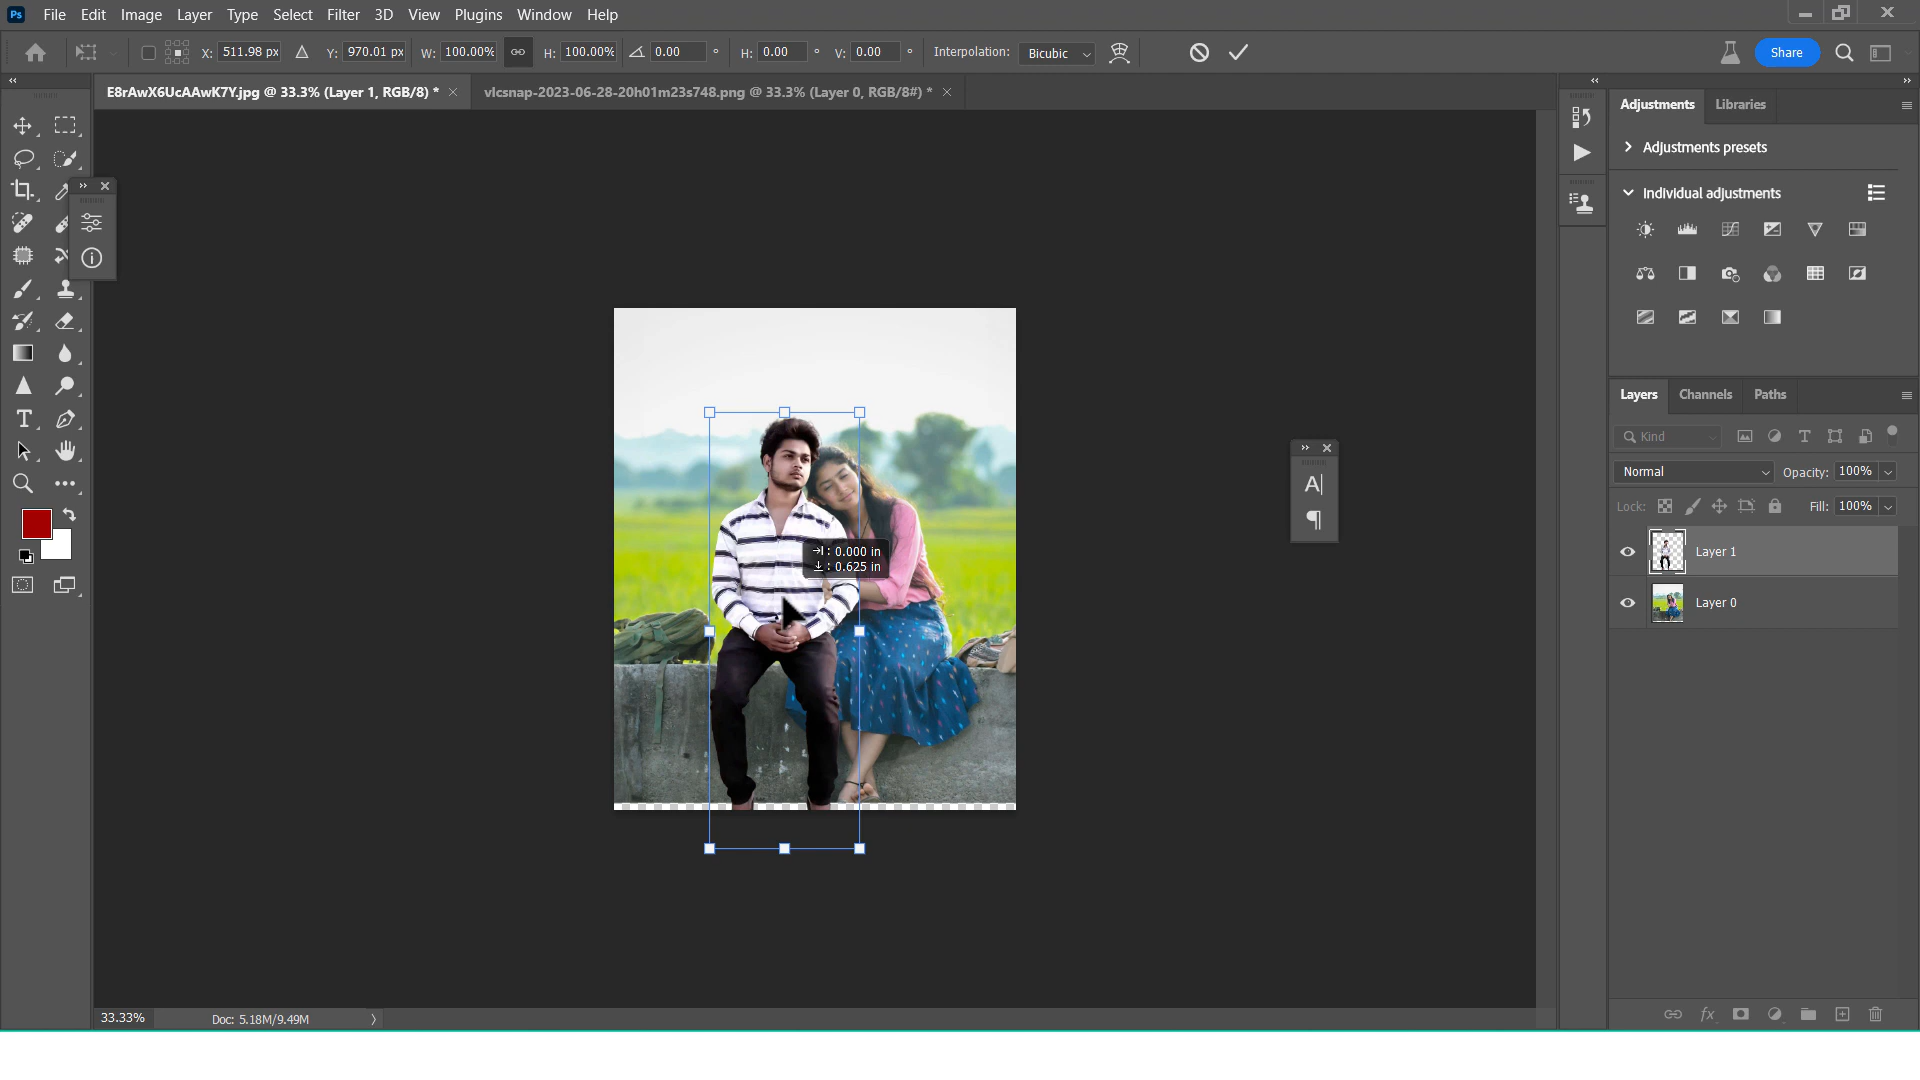 Ps File Edit Image Layer Type Select Filter 3D View Plugins Window Help
X: 511.98 px Y: 970.01 px W: 100.00% H: 100.00% 0.00 ° H: 0.00 ° V: 0.00 ° Interpolation: Bicubic Share
E8rAwX6UcAAwK7Y.jpg @ 33.3% (Layer 1, RGB/8) * vlcsnap-2023-06-28-20h01m23s748.png @ 33.3% (Layer 0, RGB/8#) *
Adjustments Libraries
Adjustments presets
Individual adjustments
Layers Channels Paths
Kind
Normal Opacity: 100%
Lock: Fill: 100%
Layer 1
Layer 0
: 0.000 in
: 0.625 in
33.33% Doc: 5.18M/9.49M